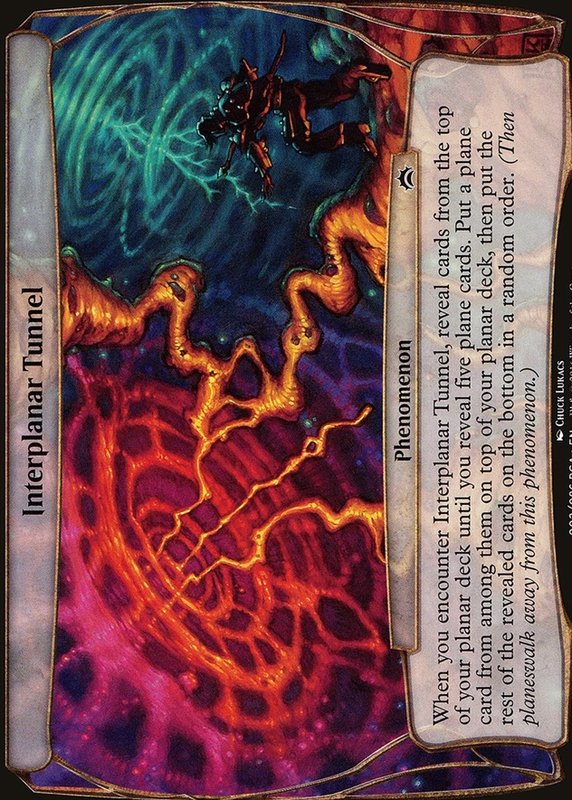 Interplanar Tunnel
Phenomenon
When you encounter Interplanar Tunnel, reveal cards from the top
of your planar deck until you reveal five plane cards. Put a plane
card from among them on top of your planar deck, then put the
rest of the revealed cards on the bottom in a random order. (Then
planeswalk away from this phenomenon.)
CHUCK LUKACS